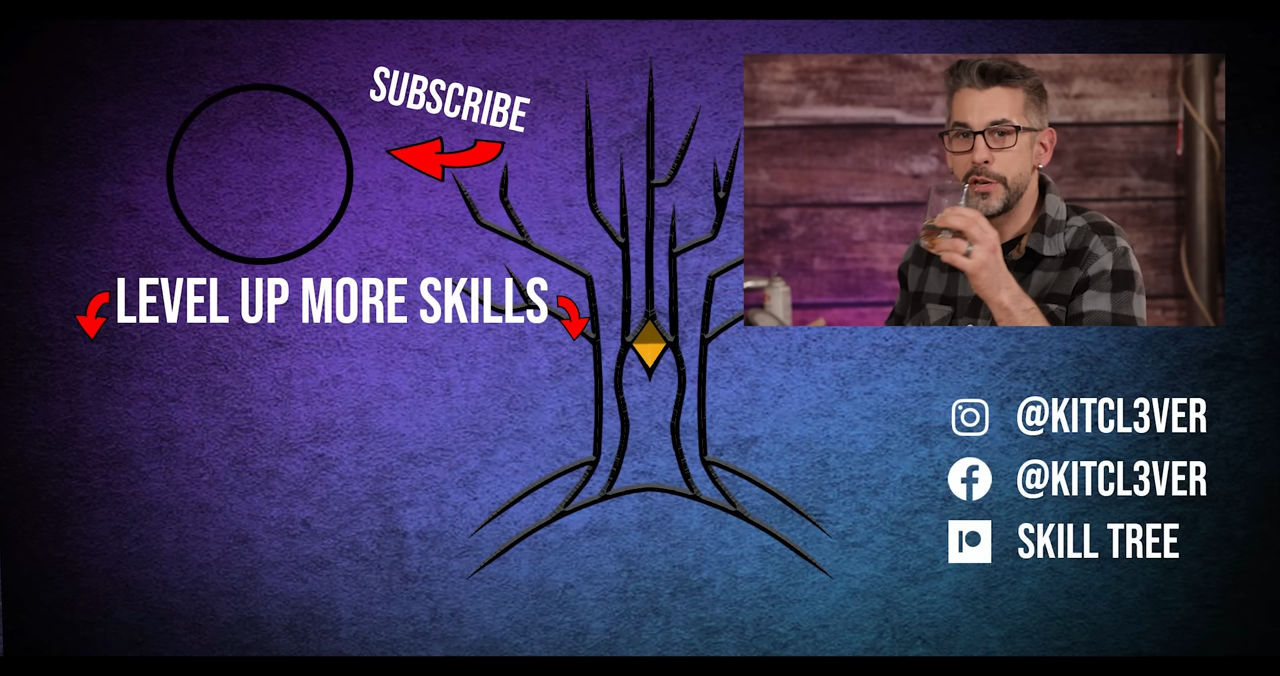 SUBSCRIBE
LEVEL UP MORE SKILLS
@KITCL3VER
@KITCL3VER
SKILL TREE